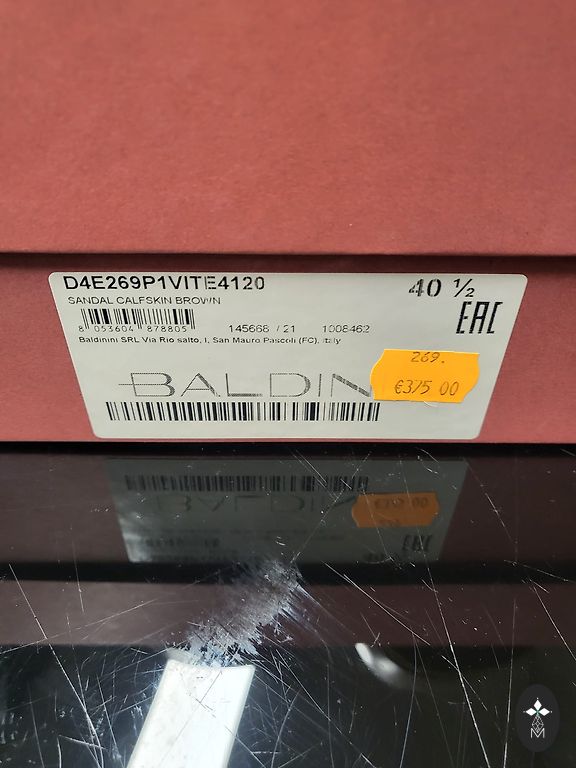 D4E269P1VITE4120
40 ½
SANDAL CALFSKIN BROWN
EAC
8 053604 878805
145668 / 21 1008462
Baldinini SRL Via Rio salto, I, San Mauro Pascoli (FC), Italy
BALDIN
269.
€375 00